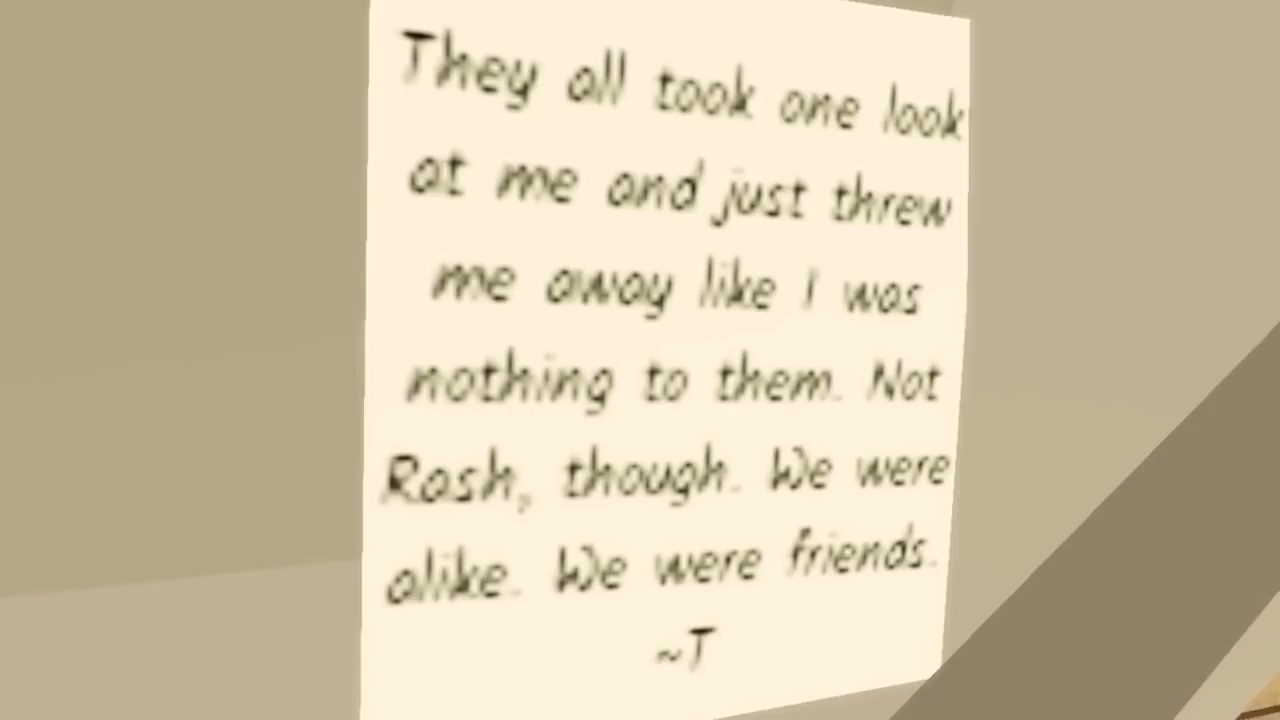 They all took one look
at me and just threw
me away like I was
nothing to them. Not
Rash, though. We were
alike. We were friends.
~T